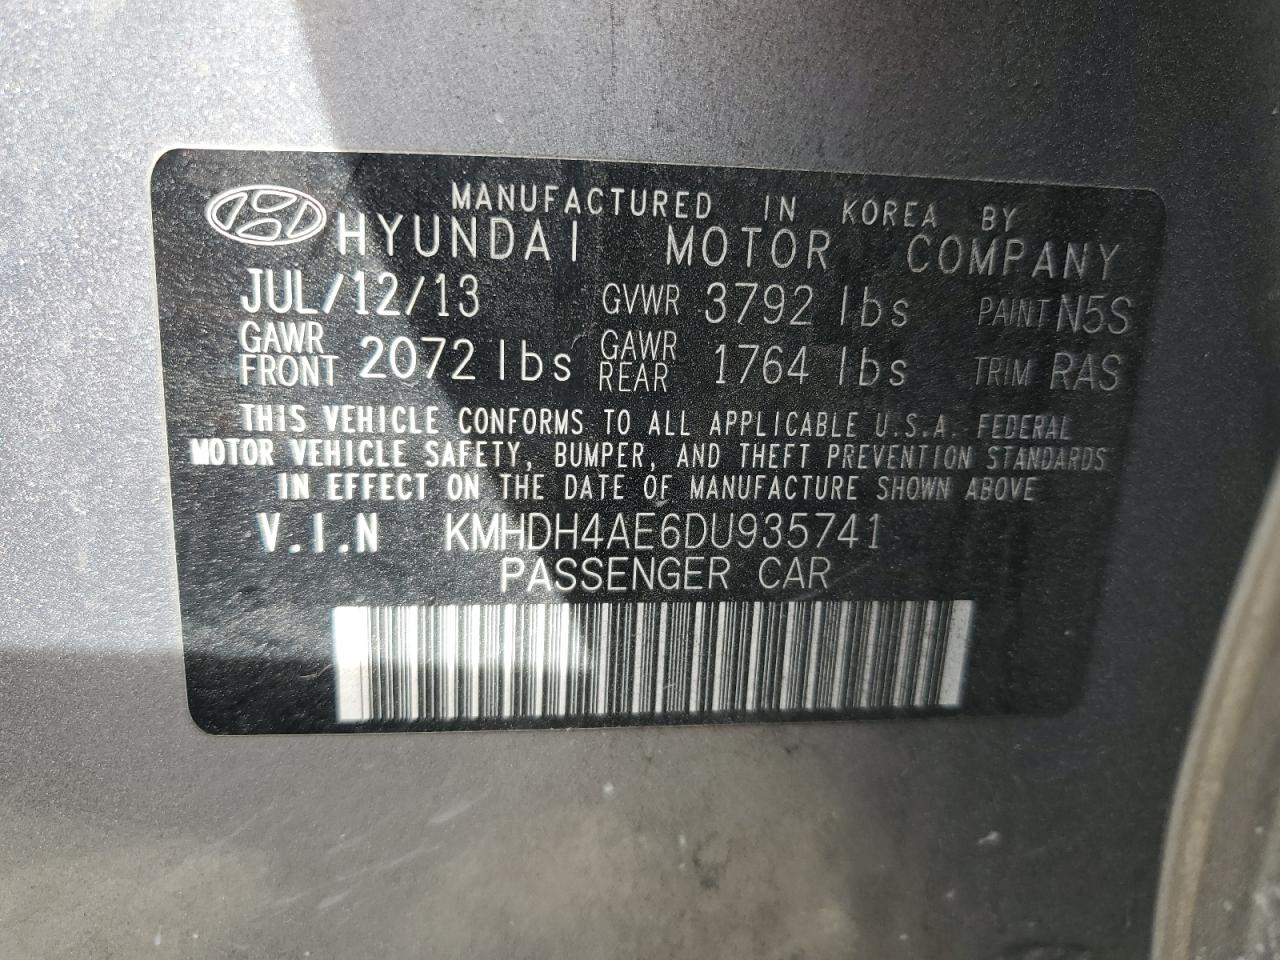 MANUFACTURED IN KOREA BY
HYUNDAI MOTOR COMPANY
JUL/12/13 GVWR 3792 lbs PAINT N5S
GAWR FRONT 2072 lbs GAWR REAR 1764 lbs TRIM RAS
THIS VEHICLE CONFORMS TO ALL APPLICABLE U.S.A. FEDERAL
MOTOR VEHICLE SAFETY, BUMPER, AND THEFT PREVENTION STANDARDS
IN EFFECT ON THE DATE OF MANUFACTURE SHOWN ABOVE
V.I.N KMHDH4AE6DU935741
PASSENGER CAR